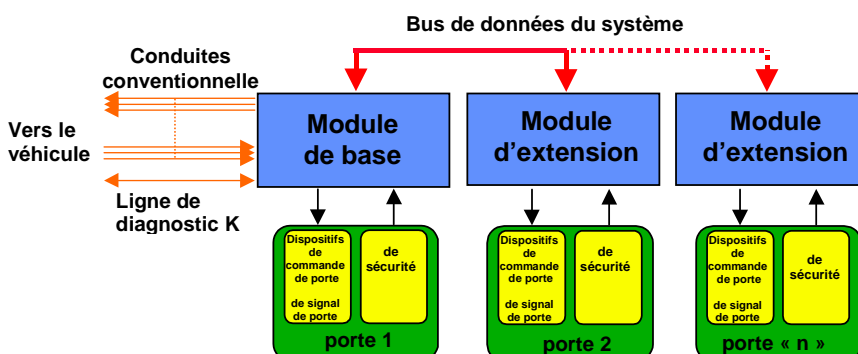 Bus de données du système
Conduites
conventionnelle
Vers le
véhicule
Ligne de
diagnostic K
Module
de base
Module
d'extension
Module
d'extension
Dispositifs
de
commande
de porte
de signal
de porte
de
sécurité
porte 1
Dispositifs
de
commande
de porte
de signal
de porte
de
sécurité
porte 2
Dispositifs
de
commande
de porte
de signal
de porte
de
sécurité
porte « n »